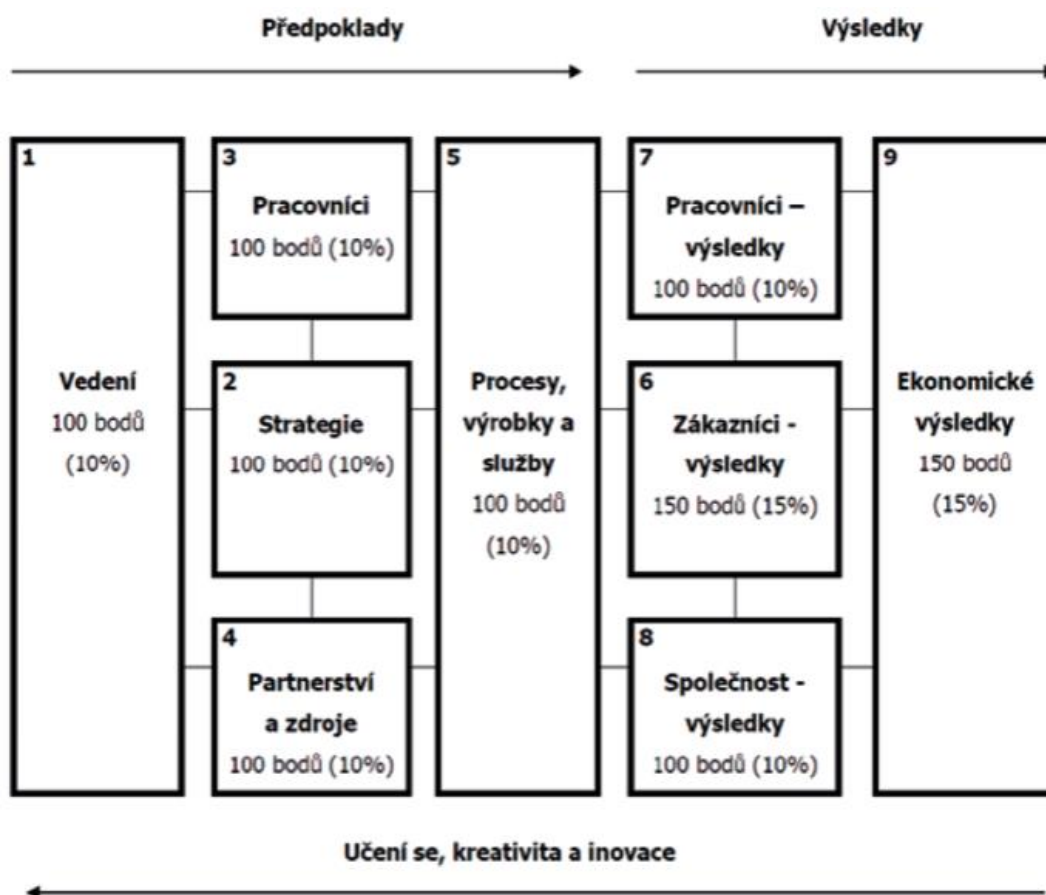 Předpoklady
Výsledky
1
Vedení
100 bodů
(10%)
3
Pracovníci
100 bodů (10%)
2
Strategie
100 bodů (10%)
4
Partnerství
a zdroje
100 bodů (10%)
5
Procesy,
výrobky a
služby
100 bodů
(10%)
7
Pracovníci –
výsledky
100 bodů (10%)
6
Zákazníci -
výsledky
150 bodů (15%)
8
Společnost -
výsledky
100 bodů (10%)
9
Ekonomické
výsledky
150 bodů
(15%)
Učení se, kreativita a inovace